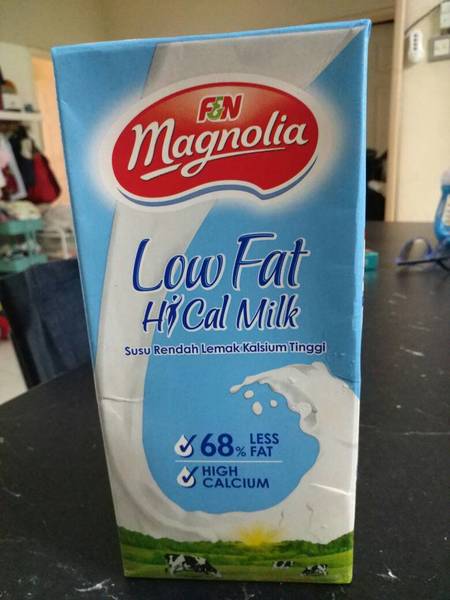 F&N
Magnolia
Low Fat
Hi Cal Milk
Susu Rendah Lemak Kalsium Tinggi
68% LESS
FAT
HIGH
CALCIUM